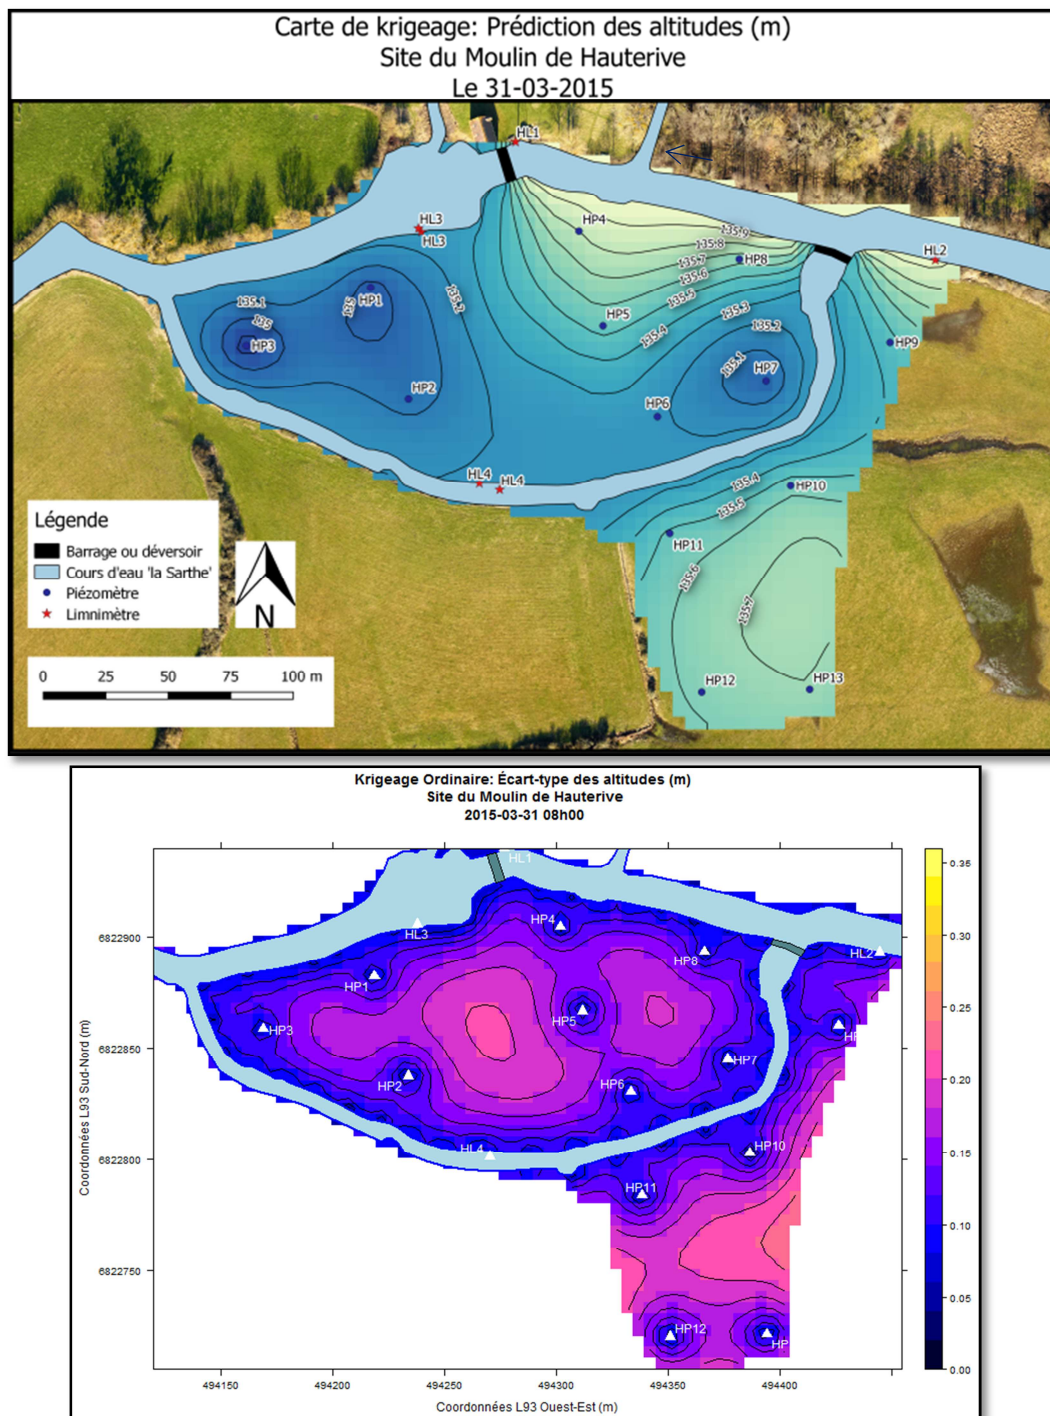 Carte de krigeage: Prédiction des altitudes (m)
Site du Moulin de Hauterive
Le 31-03-2015
HL1
HP4
135.9
HL3
HL3
135.8
135.7
HP8
HL2
135.6
135.5
135.1
HP1
135
135.2
135.3
135
HP5
135.4
135.2
HP3
HP9
135.1
HP7
HP2
HP6
HL4
HL4
135.4
HP10
135.5
HP11
Légende
Barrage ou déversoir
Cours d'eau 'la Sarthe'
Piézomètre
Limnimètre
N
135.6
135.7
0 25 50 75 100 m
HP12
HP13
Krigeage Ordinaire: Écart-type des altitudes (m)
Site du Moulin de Hauterive
2015-03-31 08h00
HL1
0.35
HP4
6822900
HL3
HL2
0.30
HP8
HP1
0.25
HP5
HP3
HP
6822850
0.20
HP7
HP2
HP6
0.15
HL4
HP10
6822800
HP11
0.10
6822750
0.05
HP12
HP
0.00
494150 494200 494250 494300 494350 494400
Coordonnées L93 Ouest-Est (m)
Coordonnées L93 Sud-Nord (m)